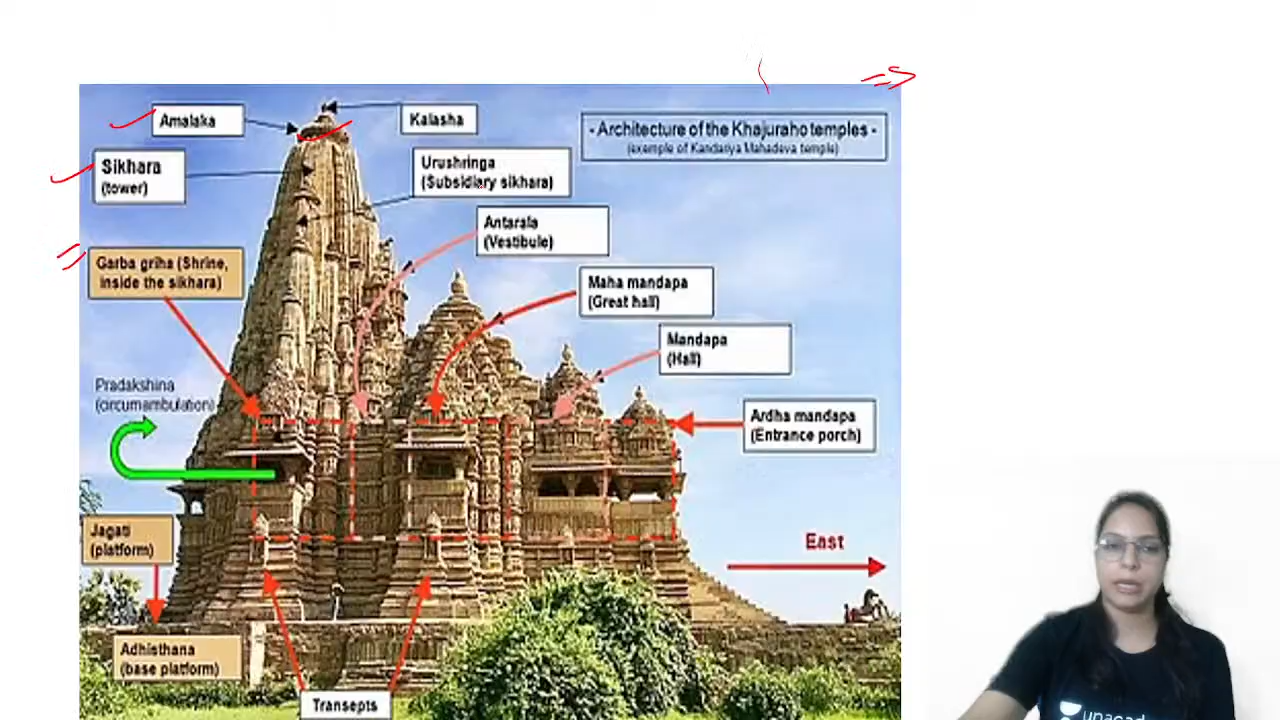 Amalaka
Kalasha
- Architecture of the Khajuraho temples -
(example of Kandariya Mahadeva temple)
Sikhara
(tower)
Urushringa
(Subsidiary sikhara)
Antarala
(Vestibule)
Garba griha (Shrine,
inside the sikhara)
Maha mandapa
(Great hall)
Mandapa
(Hall)
Pradakshina
(circumambulation)
Ardha mandapa
(Entrance porch)
Jagati
(platform)
East
Adhisthana
(base platform)
Transepts